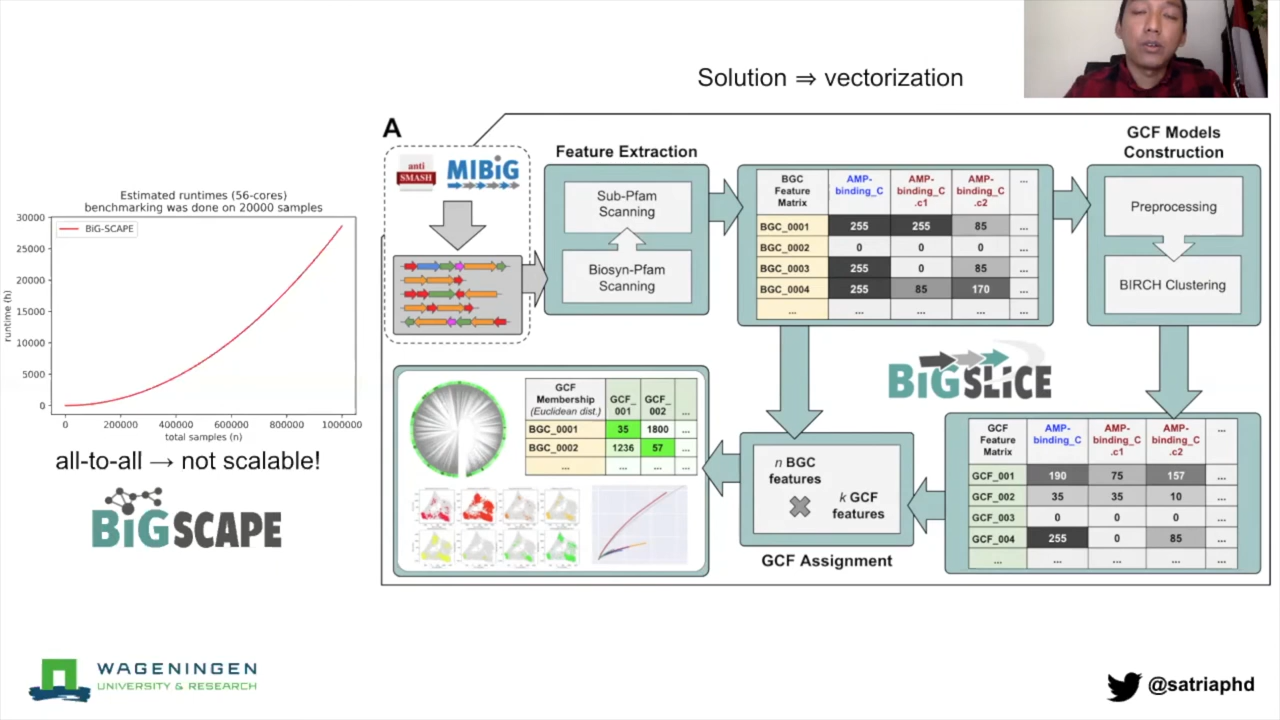 Solution ⇒ vectorization
Estimated runtimes (56-cores)
benchmarking was done on 20000 samples
BiG-SCAPE
runtime (h)
30000
25000
20000
15000
10000
5000
0
0 200000 400000 600000 800000 1000000
total samples (n)
all-to-all → not scalable!
BiGSCAPE
A
anti
SMASH
MIBiG
Feature Extraction
Sub-Pfam
Scanning
Biosyn-Pfam
Scanning
BGC
Feature
Matrix
AMP-
binding_C
AMP-
binding_C
.c1
AMP-
binding_C
.c2
...
BGC_0001 255 255 85 ...
BGC_0002 0 0 0 ...
BGC_0003 255 0 85 ...
BGC_0004 255 85 170 ...
... ... ... ... ...
GCF Models
Construction
Preprocessing
BIRCH Clustering
BiGSLiCE
GCF
Feature
Matrix
AMP-
binding_C
AMP-
binding_C
.c1
AMP-
binding_C
.c2
...
GCF_001 190 75 157 ...
GCF_002 35 35 10 ...
GCF_003 0 0 0 ...
GCF_004 255 0 85 ...
... ... ... ... ...
n BGC
features
k GCF
features
GCF Assignment
GCF
Membership
(Euclidean dist.)
GCF_
001
GCF_
002
...
BGC_0001 35 1800 ...
BGC_0002 1236 57 ...
... ... ... ...
WAGENINGEN
UNIVERSITY & RESEARCH
@satriaphd